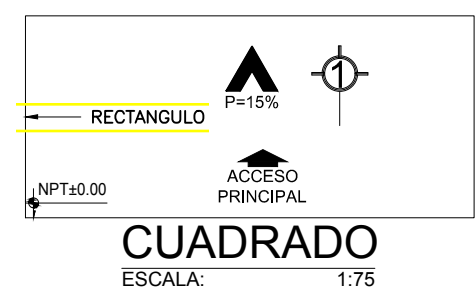 1
P=15%
RECTANGULO
ACCESO
PRINCIPAL
NPT±0.00
CUADRADO
ESCALA: 1:75